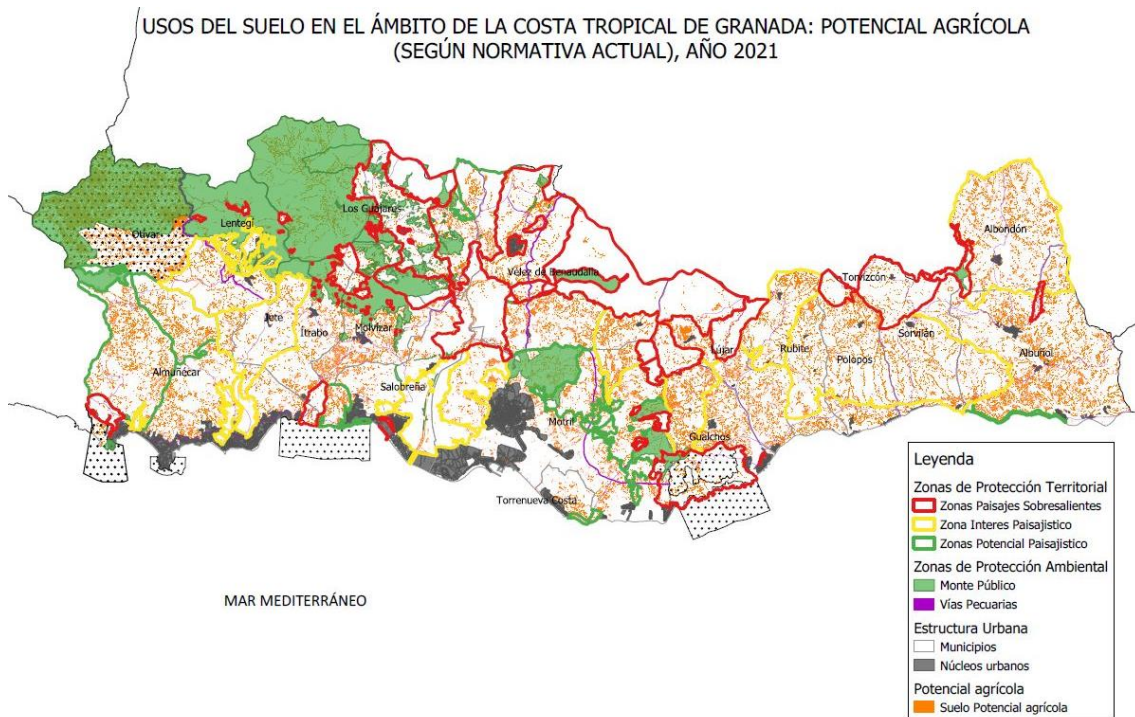 USOS DEL SUELO EN EL ÁMBITO DE LA COSTA TROPICAL DE GRANADA: POTENCIAL AGRÍCOLA
(SEGÚN NORMATIVA ACTUAL), AÑO 2021
Albondón
Lentegí
Los Guájares
Otívar
Vélez de Benaudalla
Torvizcón
Jete
Ítrabo
Molvízar
Lújar
Rubite
Polopos
Sorvilán
Albuñol
Almuñécar
Salobreña
Motril
Gualchos
Torrenueva Costa
MAR MEDITERRÁNEO
Leyenda
Zonas de Protección Territorial
Zonas Paisajes Sobresalientes
Zona Interes Paisajistico
Zonas Potencial Paisajistico
Zonas de Protección Ambiental
Monte Público
Vías Pecuarias
Estructura Urbana
Municipios
Núcleos urbanos
Potencial agrícola
Suelo Potencial agrícola